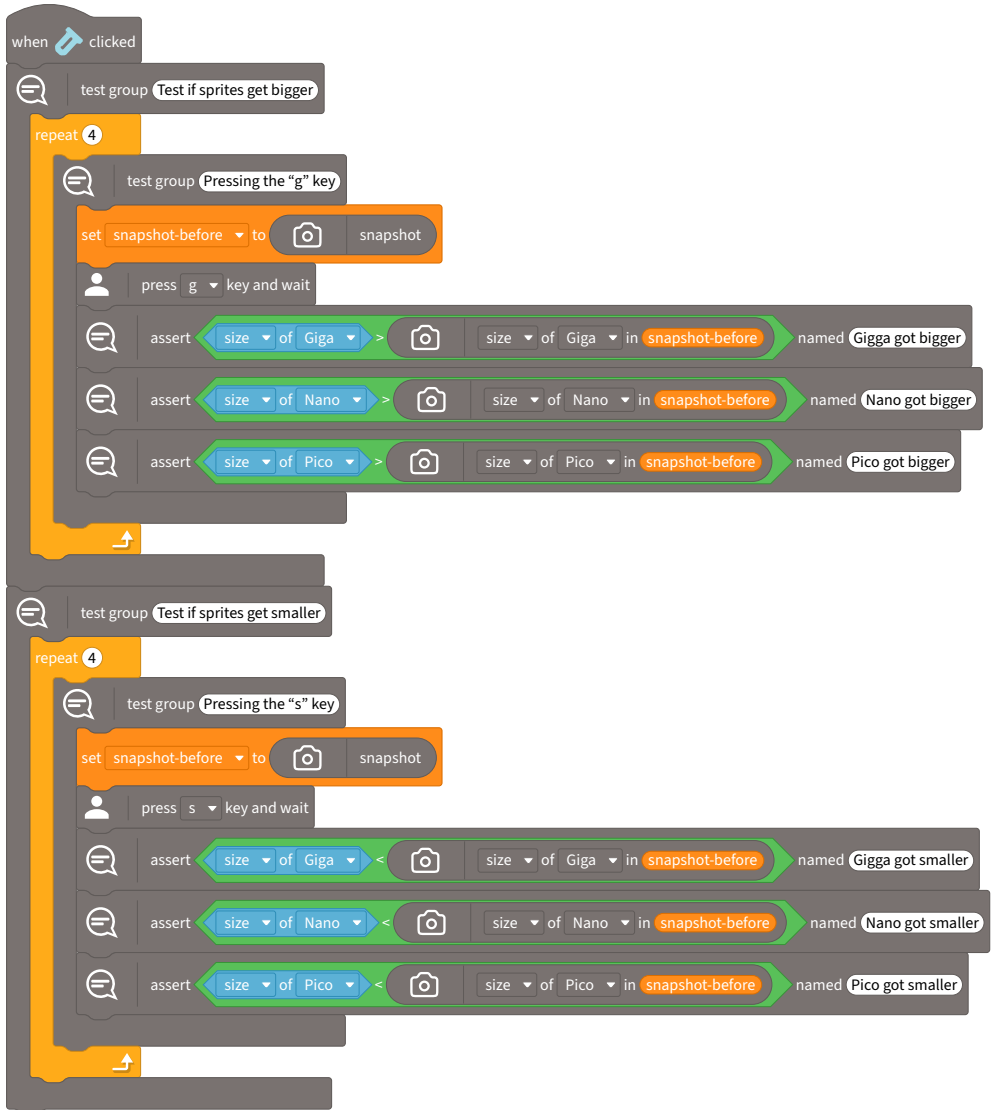 when clicked
test group Test if sprites get bigger
repeat 4
test group Pressing the “g” key
set snapshot-before to snapshot
press g key and wait
assert size of Giga > size of Giga in snapshot-before named Gigga got bigger
assert size of Nano > size of Nano in snapshot-before named Nano got bigger
assert size of Pico > size of Pico in snapshot-before named Pico got bigger
test group Test if sprites get smaller
repeat 4
test group Pressing the “s” key
set snapshot-before to snapshot
press s key and wait
assert size of Giga < size of Giga in snapshot-before named Gigga got smaller
assert size of Nano < size of Nano in snapshot-before named Nano got smaller
assert size of Pico < size of Pico in snapshot-before named Pico got smaller